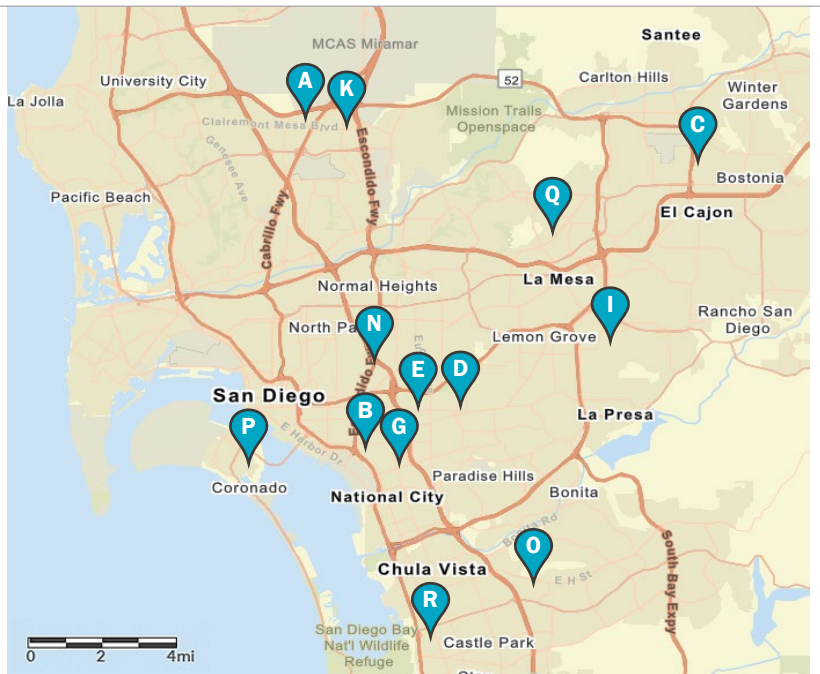 Santee
MCAS Miramar
52
Carlton Hills
University City
A
K
Winter
Gardens
La Jolla
Mission Trails
Openspace
Clairemont Mesa Blvd
C
Escondido Fwy
Genesee Ave
Bostonia
Pacific Beach
Q
El Cajon
Cabrillo Fwy
La Mesa
Normal Heights
I
Rancho San
Diego
North Pa
N
Lemon Grove
E
D
San Diego
B
La Presa
P
G
E Harbor Dr
Paradise Hills
Coronado
National City
Bonita
Bonita Rd
O
South Bay Expy
Chula Vista
E H St
R
San Diego Bay
Nat'l Wildlife
Refuge
Castle Park
0 2 4mi